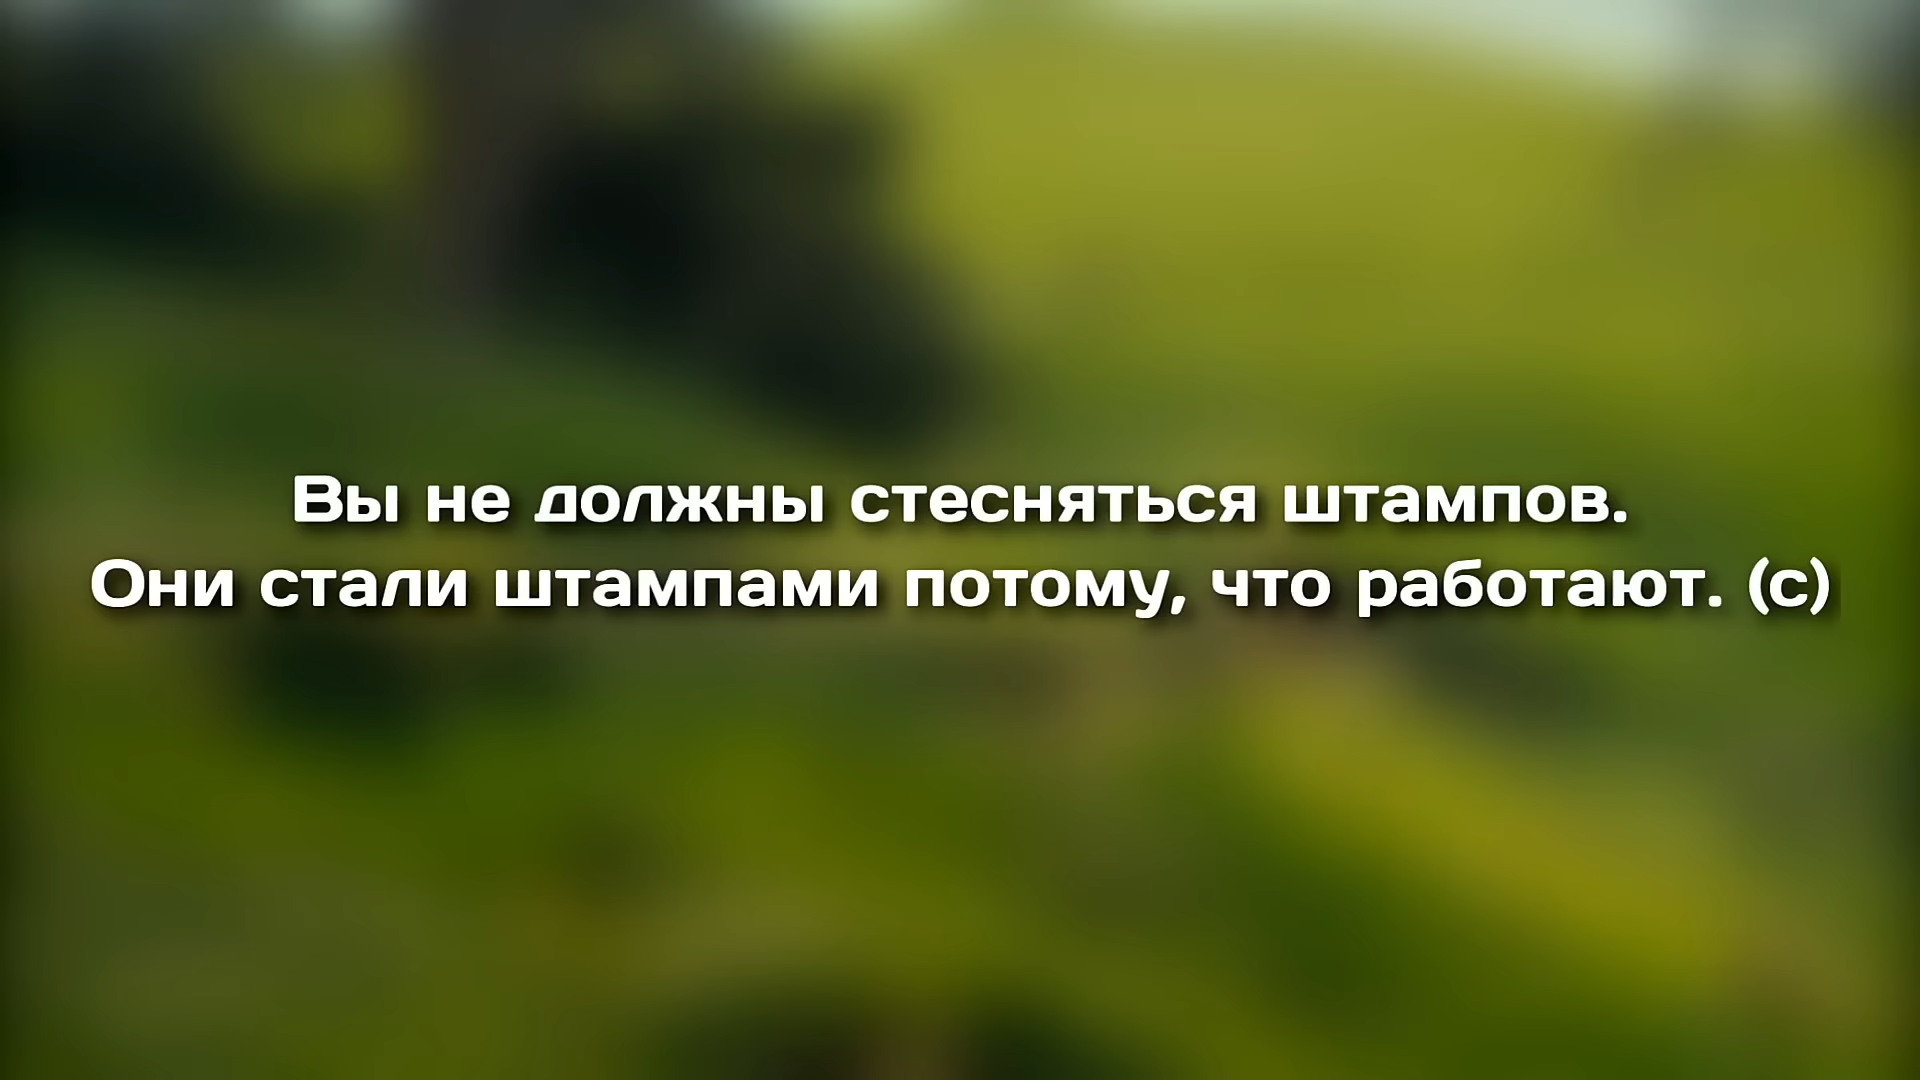 Вы не должны стесняться штампов.
Они стали штампами потому, что работают. (с)